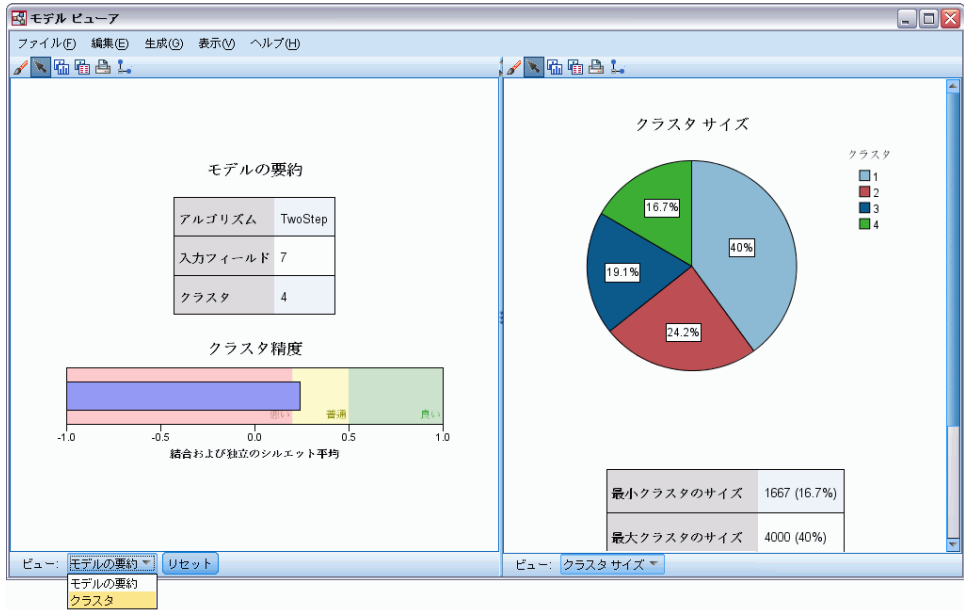 モデル ビューア
ファイル(F) 編集(E) 生成(G) 表示(V) ヘルプ(H)
モデルの要約
アルゴリズム TwoStep
入力フィールド 7
クラスタ 4
クラスタ精度
悪い 普通 良い
-1.0 -0.5 0.0 0.5 1.0
結合および独立のシルエット平均
ビュー: モデルの要約 リセット
モデルの要約
クラスタ
クラスタ サイズ
クラスタ
1
2
3
4
16.7%
40%
19.1%
24.2%
最小クラスタのサイズ 1667 (16.7%)
最大クラスタのサイズ 4000 (40%)
ビュー: クラスタ サイズ